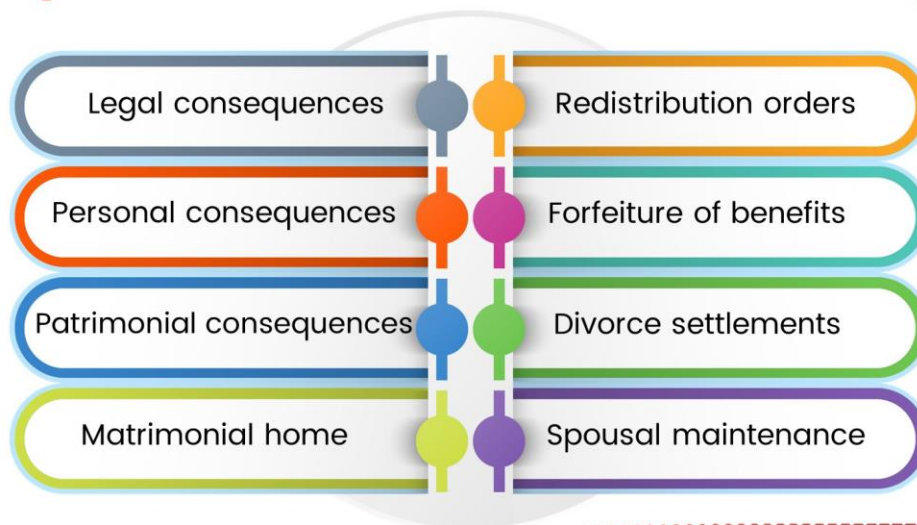 Legal consequences
Personal consequences
Patrimonial consequences
Matrimonial home
Redistribution orders
Forfeiture of benefits
Divorce settlements
Spousal maintenance